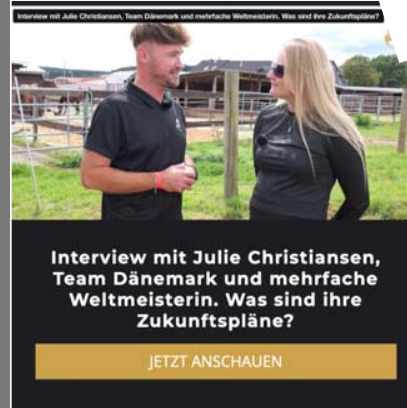 Interview mit Julie Christiansen, Team Dänemark und mehrfache Weltmeisterin. Was sind ihre Zukunftspläne?
Interview mit Julie Christiansen,
Team Dänemark und mehrfache
Weltmeisterin. Was sind ihre
Zukunftspläne?
JETZT ANSCHAUEN